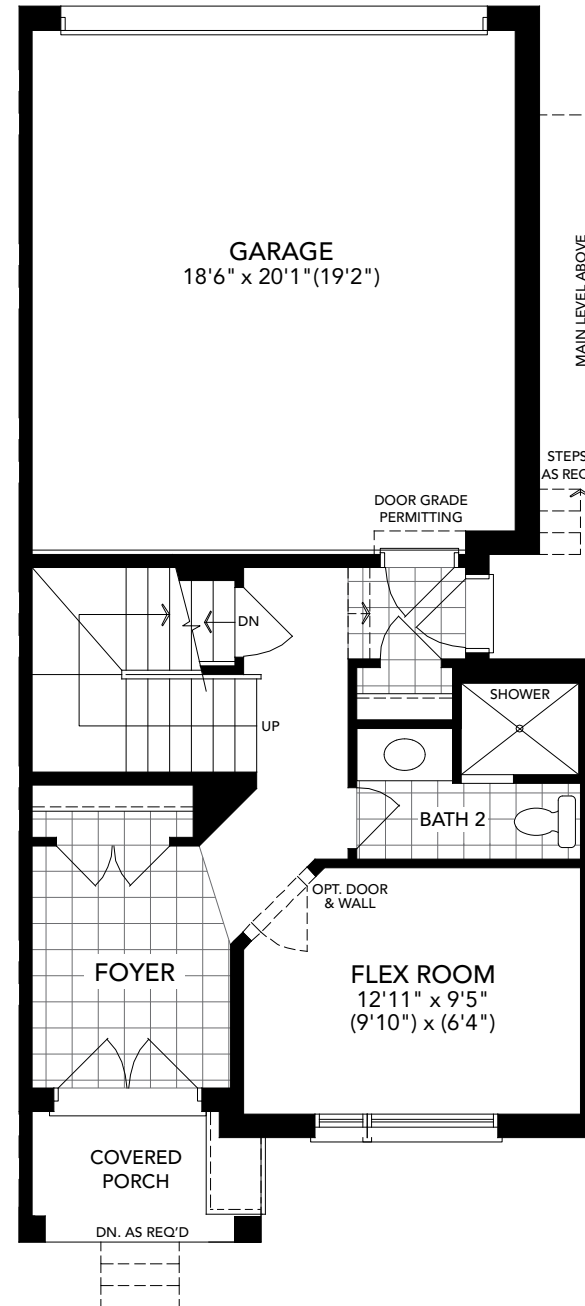 GARAGE
18'6" x 20'1"(19'2")
MAIN LEVEL ABOVE
STEPS
AS REQ
DOOR GRADE
PERMITTING
DN
UP
SHOWER
BATH 2
OPT. DOOR
& WALL
FOYER
FLEX ROOM
12'11" x 9'5"
(9'10") x (6'4")
COVERED
PORCH
DN. AS REQ'D